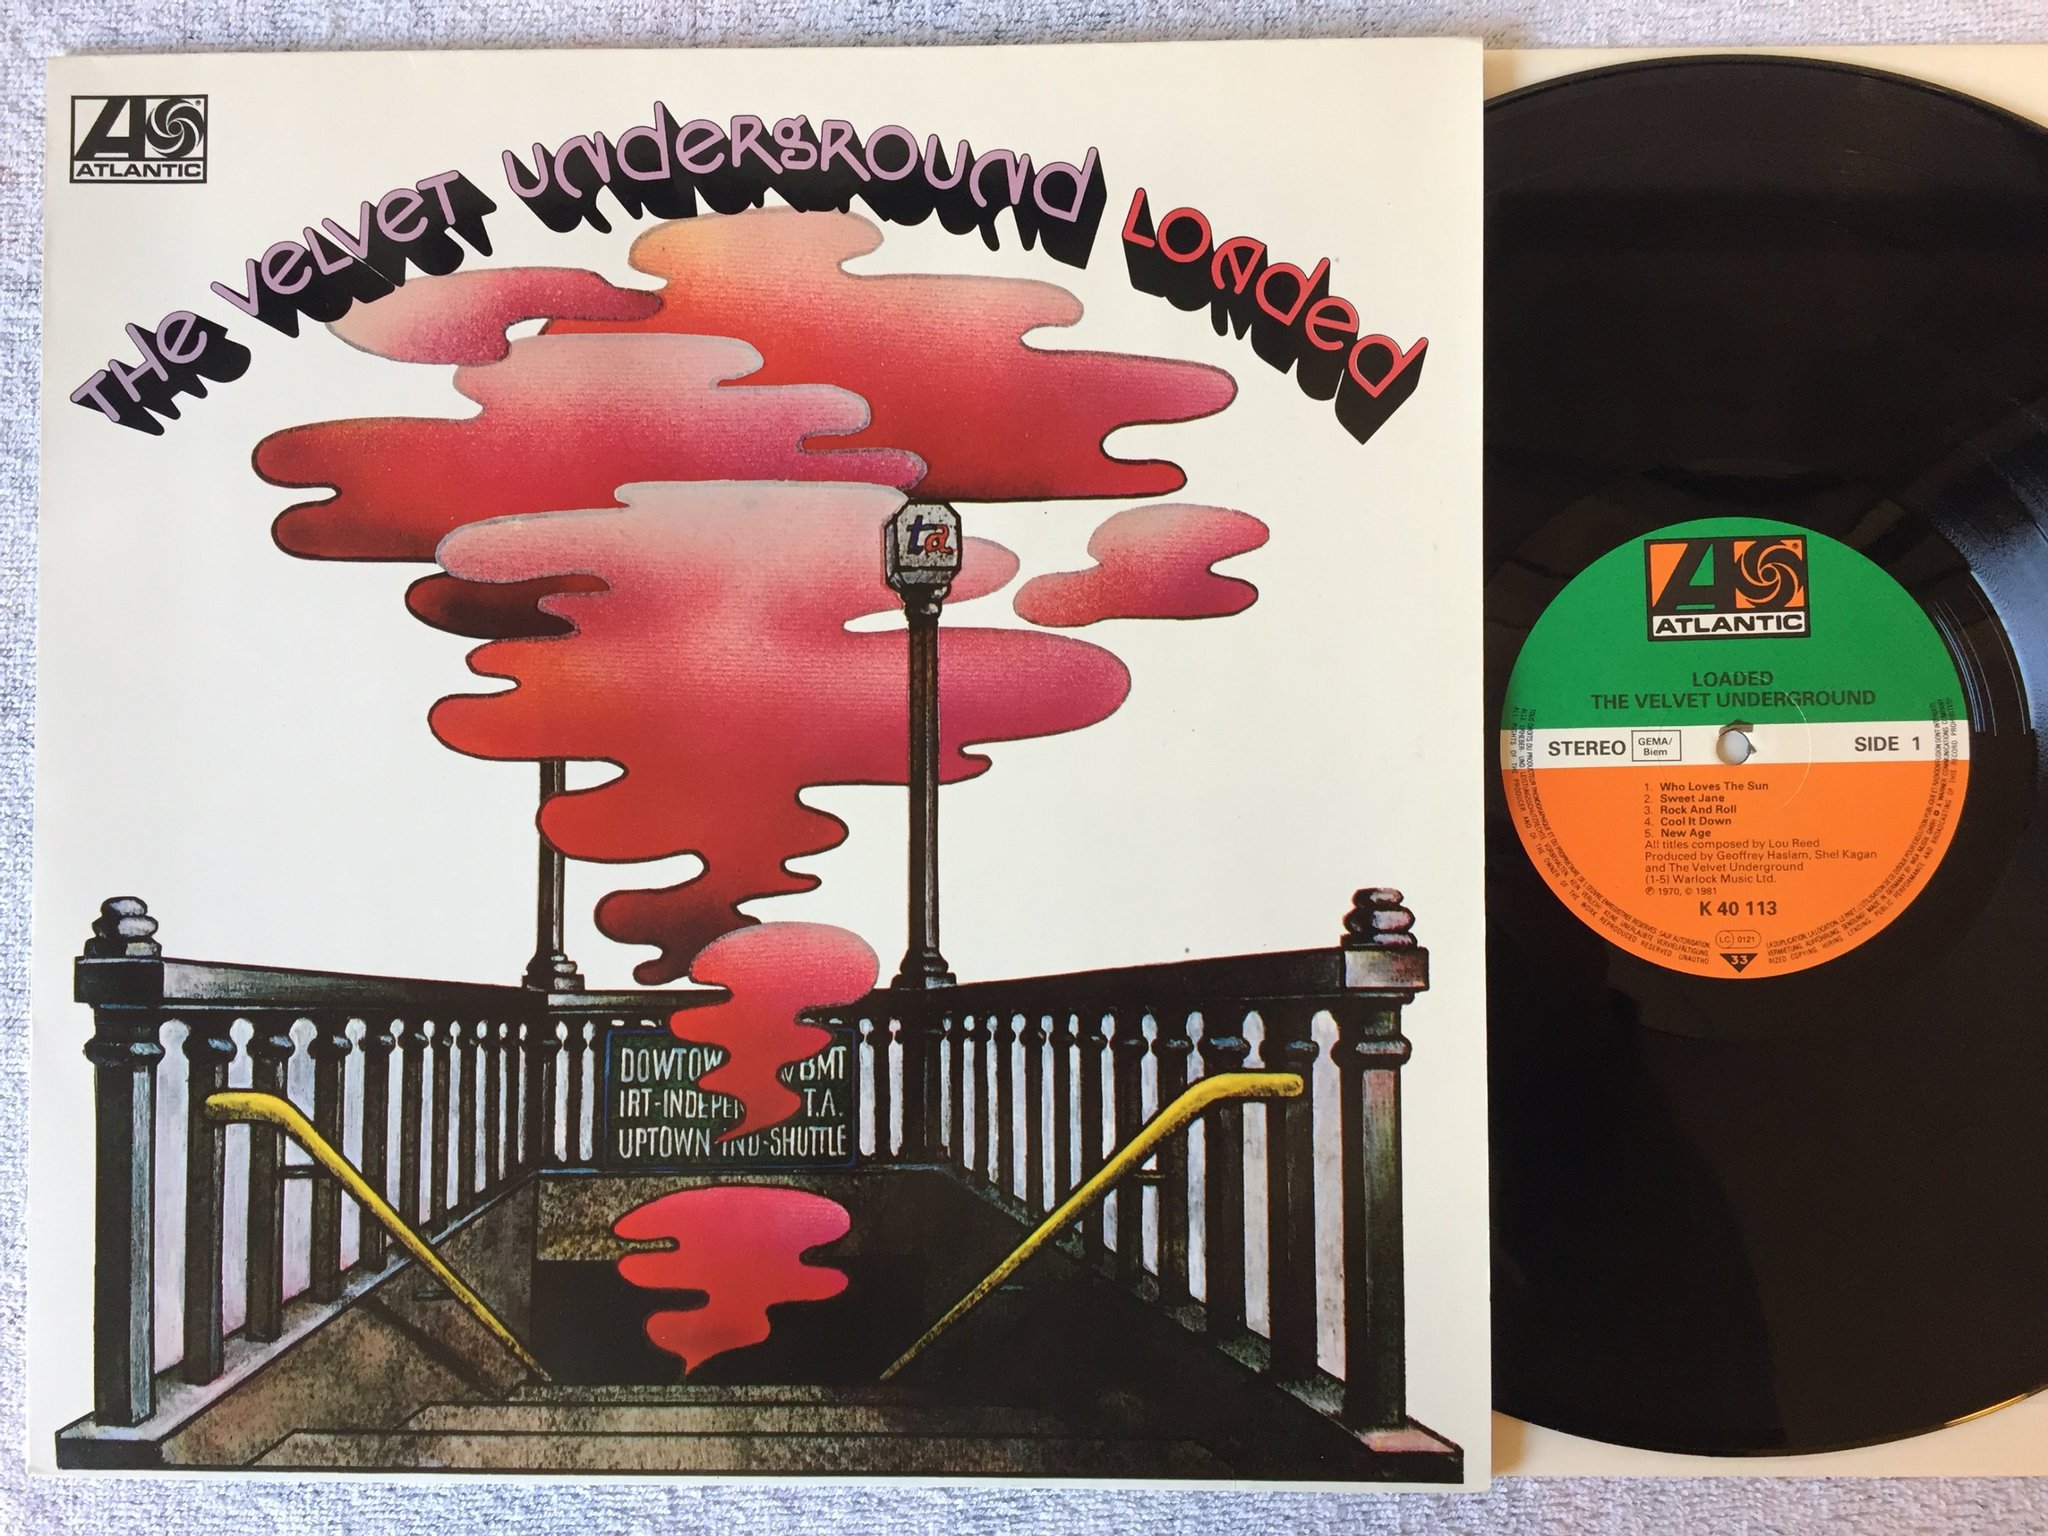 ATLANTIC
THE VELVET UNDERGROUND LOADED
ta
DOWTOW BMT
IRT-INDEPEN T.A.
UPTOWN IND-SHUTTLE
ATLANTIC
LOADED
THE VELVET UNDERGROUND
STEREO GEMA/ SIDE 1
Biem
1. Who Loves The Sun
2. Sweet Jane
3. Rock And Roll
4. Cool It Down
5. New Age
All titles composed by Lou Reed
Produced by Geoffrey Haslam, Shel Kagan
and The Velvet Underground
(1-5) Warlock Music Ltd.
℗ 1970, © 1981
K 40 113
LC 0121
33